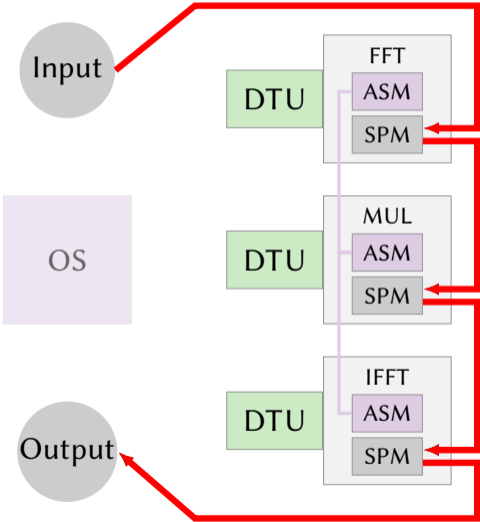 Input
FFT
DTU
ASM
SPM
OS
MUL
DTU
ASM
SPM
Output
IFFT
DTU
ASM
SPM